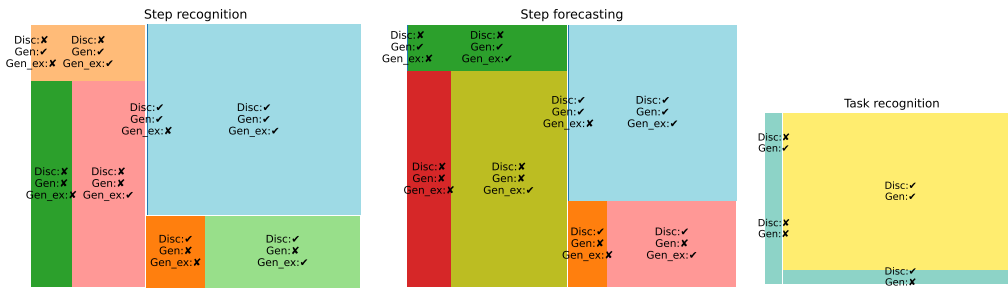 Step recognition
Disc:✘
Gen:✔
Gen_ex:✘
Disc:✘
Gen:✔
Gen_ex:✔
Disc:✔
Gen:✔
Gen_ex:✘
Disc:✔
Gen:✔
Gen_ex:✔
Disc:✘
Gen:✘
Gen_ex:✘
Disc:✘
Gen:✘
Gen_ex:✔
Disc:✔
Gen:✘
Gen_ex:✘
Disc:✔
Gen:✘
Gen_ex:✔
Step forecasting
Disc:✘
Gen:✔
Gen_ex:✘
Disc:✘
Gen:✔
Gen_ex:✔
Disc:✔
Gen:✔
Gen_ex:✘
Disc:✔
Gen:✔
Gen_ex:✔
Disc:✘
Gen:✘
Gen_ex:✘
Disc:✘
Gen:✘
Gen_ex:✔
Disc:✔
Gen:✘
Gen_ex:✘
Disc:✔
Gen:✘
Gen_ex:✔
Task recognition
Disc:✘
Gen:✔
Disc:✔
Gen:✔
Disc:✘
Gen:✘
Disc:✔
Gen:✘